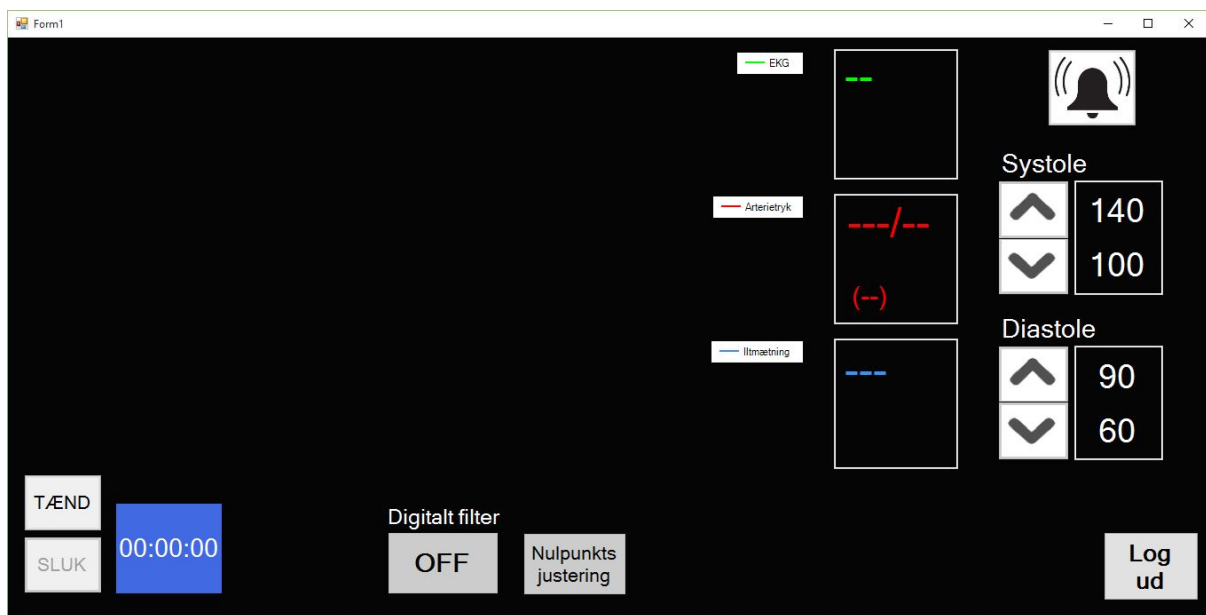 Form1
EKG
--
Systole
140
100
Arterietryk
---/--
(--)
Diastole
90
60
Iltmætning
---
TÆND
SLUK
00:00:00
Digitalt filter
OFF
Nulpunkts
justering
Log
ud